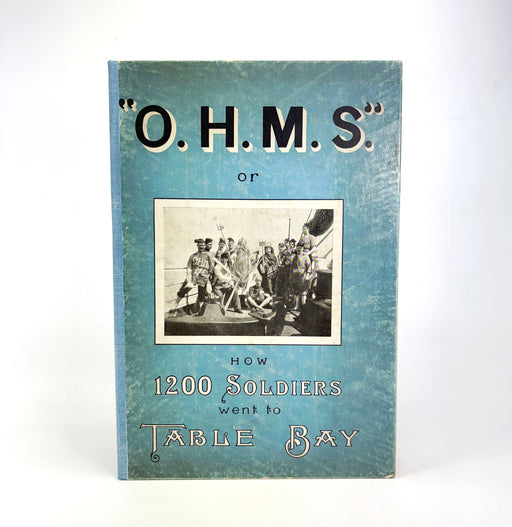 "O. H. M. S."
or
How
1200 Soldiers
went to
Table Bay